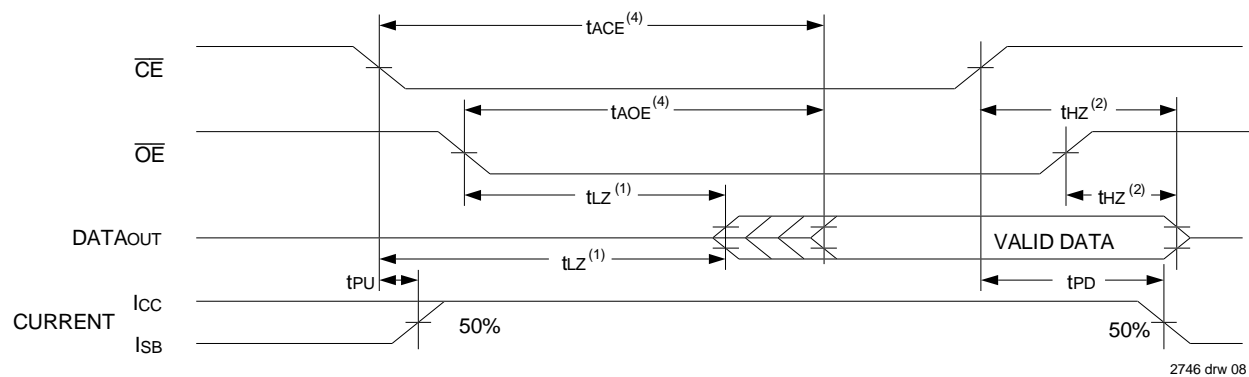 tACE(4)
CE
tAOE(4)
tHZ(2)
OE
tLZ(1)
tHZ(2)
DATAOUT
VALID DATA
tLZ(1)
tPU
tPD
ICC
CURRENT
50%
50%
ISB
2746 drw 08